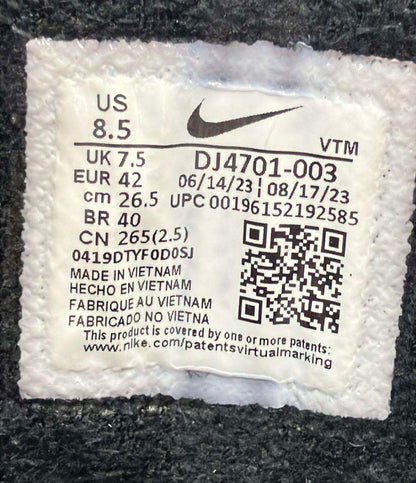 US
8.5
VTM
UK 7.5
DJ4701-003
EUR 42
06/14/23 | 08/17/23
cm 26.5
UPC 00196152192585
BR 40
CN 265(2.5)
0419DTYF0D0SJ
MADE IN VIETNAM
HECHO EN VIETNAM
FABRIQUE AU VIETNAM
FABRICADO NO VIETNA
This product is covered by one or more patents:
www.nike.com/patentsvirtualmarking